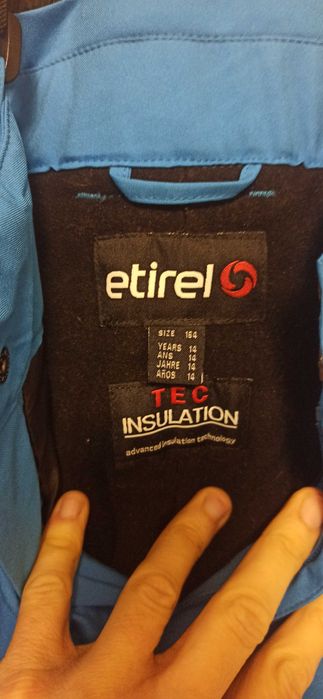 etirel
SIZE 164
YEARS 14
ANS 14
JAHRE 14
AÑOS 14
TEC
INSULATION
advanced insulation technology